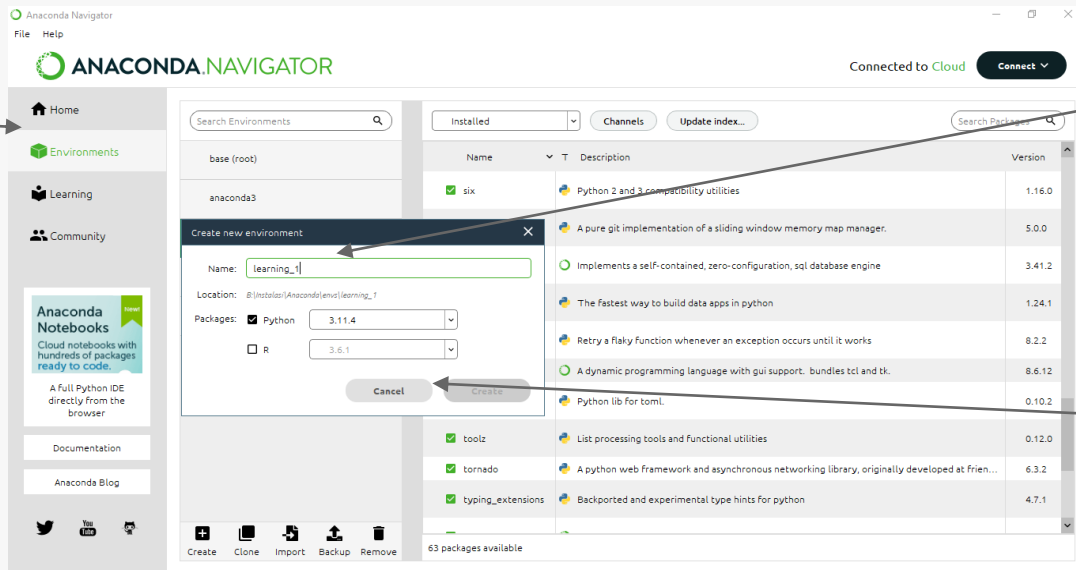 Anaconda Navigator
File Help
ANACONDA.NAVIGATOR
Connected to Cloud
Connect
Home
Environments
Learning
Community
Anaconda
Notebooks
New!
Cloud notebooks with
hundreds of packages
ready to code.
A full Python IDE
directly from the
browser
Documentation
Anaconda Blog
You
Tube
Search Environments
base (root)
anaconda3
Create new environment
Name: learning_1
Location: B:\Instalasi\Anaconda\envs\learning_1
Packages: Python 3.11.4
R 3.6.1
Cancel Create
Create Clone Import Backup Remove
Installed Channels Update index... Search Packages
Name T Description Version
six Python 2 and 3 compatibility utilities 1.16.0
A pure git implementation of a sliding window memory map manager. 5.0.0
Implements a self-contained, zero-configuration, sql database engine 3.41.2
The fastest way to build data apps in python 1.24.1
Retry a flaky function whenever an exception occurs until it works 8.2.2
A dynamic programming language with gui support. bundles tcl and tk. 8.6.12
Python lib for toml. 0.10.2
toolz List processing tools and functional utilities 0.12.0
tornado A python web framework and asynchronous networking library, originally developed at frien... 6.3.2
typing_extensions Backported and experimental type hints for python 4.7.1
63 packages available